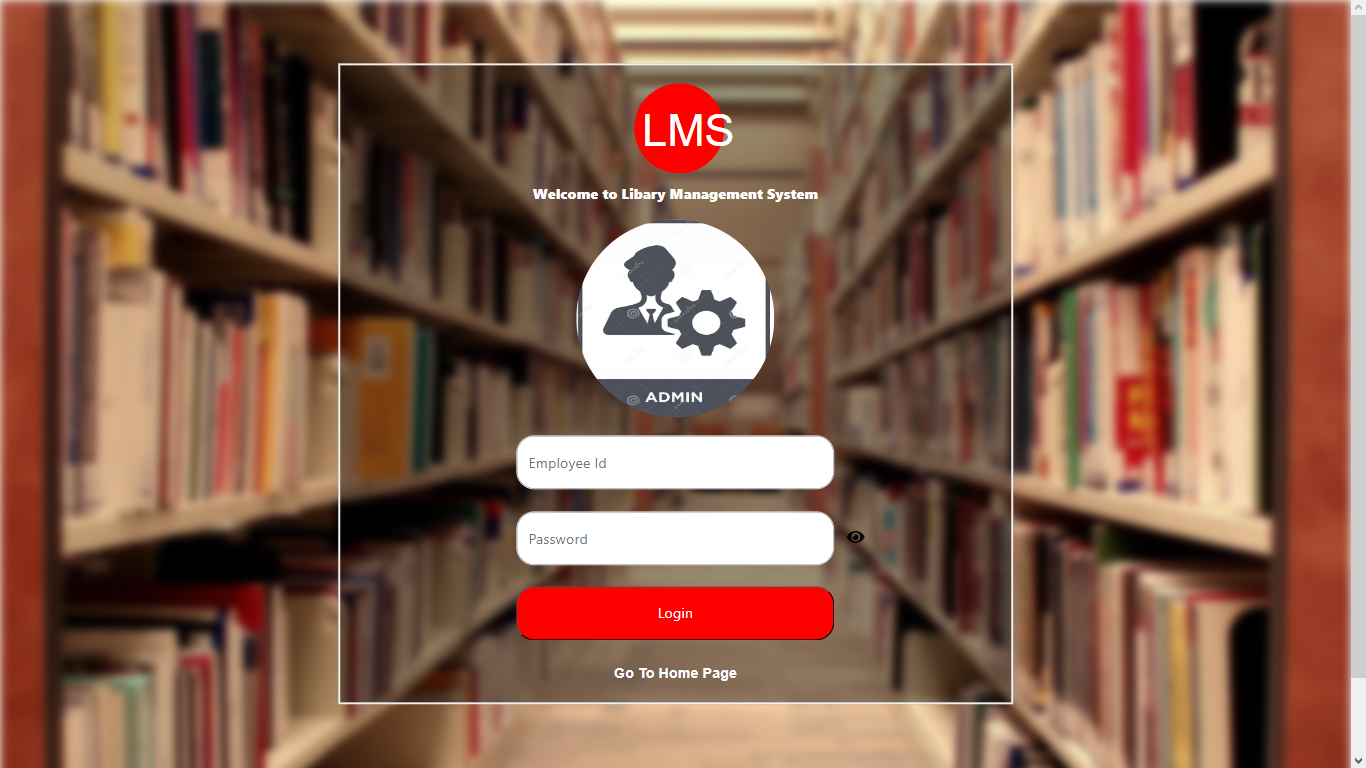 LMS
Welcome to Libary Management System
ADMIN
Employee Id
Password
Login
Go To Home Page